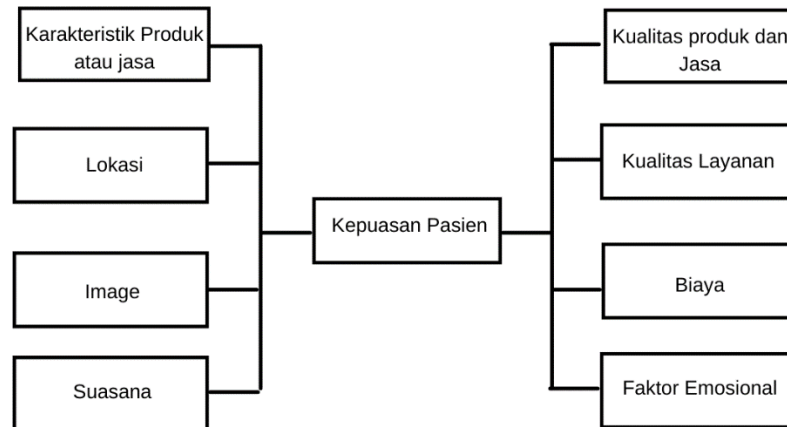 Karakteristik Produk
atau jasa
Lokasi
Image
Suasana
Kepuasan Pasien
Kualitas produk dan
Jasa
Kualitas Layanan
Biaya
Faktor Emosional